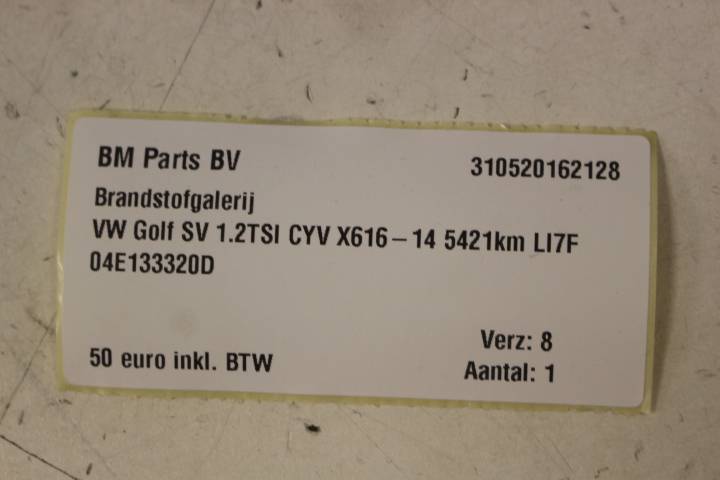 BM Parts BV 310520162128
Brandstofgalerij
VW Golf SV 1.2TSI CYV X616-14 5421km LI7F
04E133320D
Verz: 8
50 euro inkl. BTW
Aantal: 1